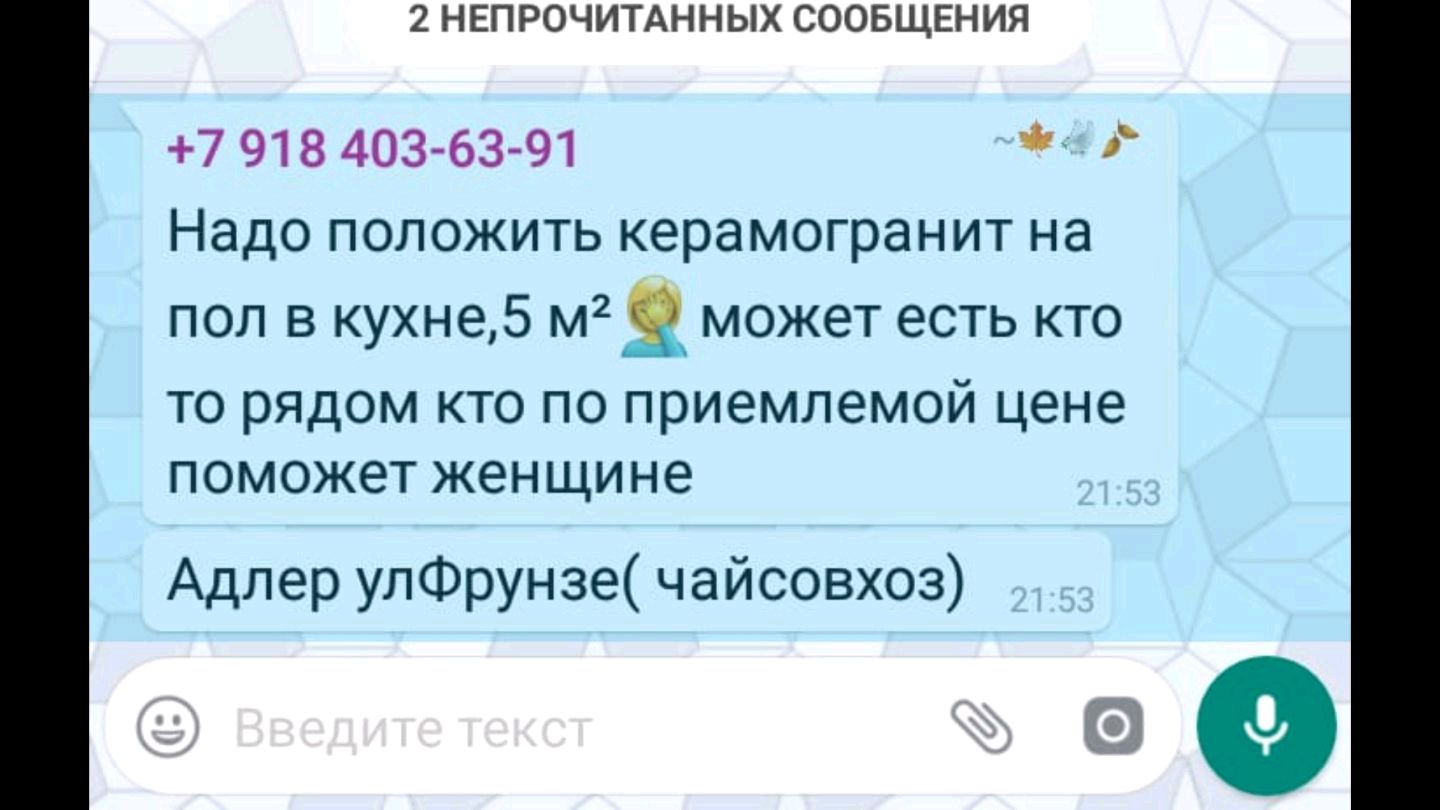 2 НЕПРОЧИТАННЫХ СООБЩЕНИЯ
+7 918 403-63-91 ~🍁🕊🍂
Надо положить керамогранит на
пол в кухне,5 м² 🤦‍♀️ может есть кто
то рядом кто по приемлемой цене
поможет женщине 21:53
Адлер улФрунзе( чайсовхоз) 21:53
Введите текст